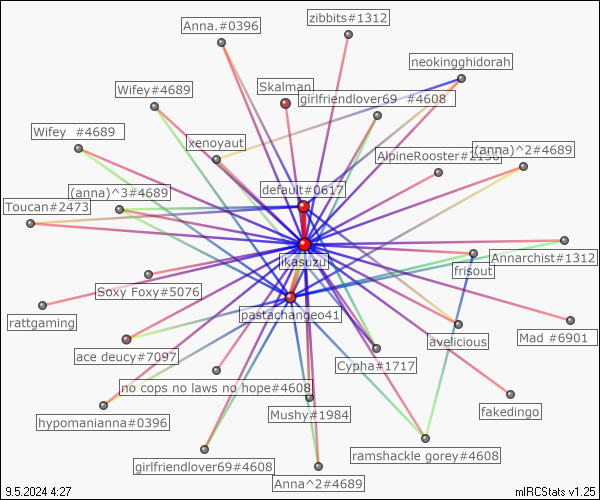 zibbits#1312
Anna.#0396
neokingghidorah
Skalman
Wifey#4689
girlfriendlover69 #4608
Wifey #4689
xenoyaut
(anna)^2#4689
default#0617
(anna)^3#4689
Toucan#2473
ikasuzu
Annarchist#1312
frisout
Soxy Foxy#5076
pastachangeo41
rattgaming
Mad #6901
avelicious
ace deucy#7097
Cypha#1717
no cops no laws no hope#4608
Mushy#1984
fakedingo
hypomanianna#0396
ramshackle gorey#4608
girlfriendlover69#4608
Anna^2#4689
9.5.2024 4:27
mIRCStats v1.25